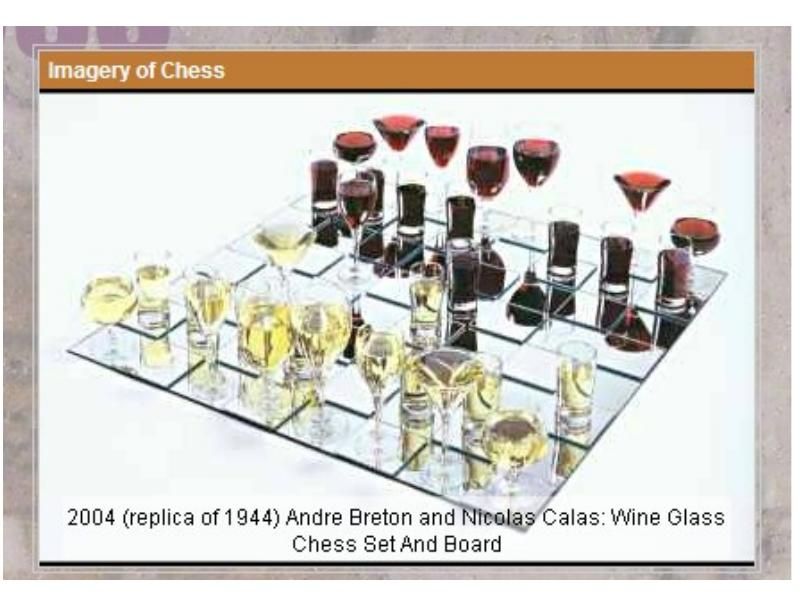 Imagery of Chess
2004 (replica of 1944) Andre Breton and Nicolas Calas: Wine Glass
Chess Set And Board